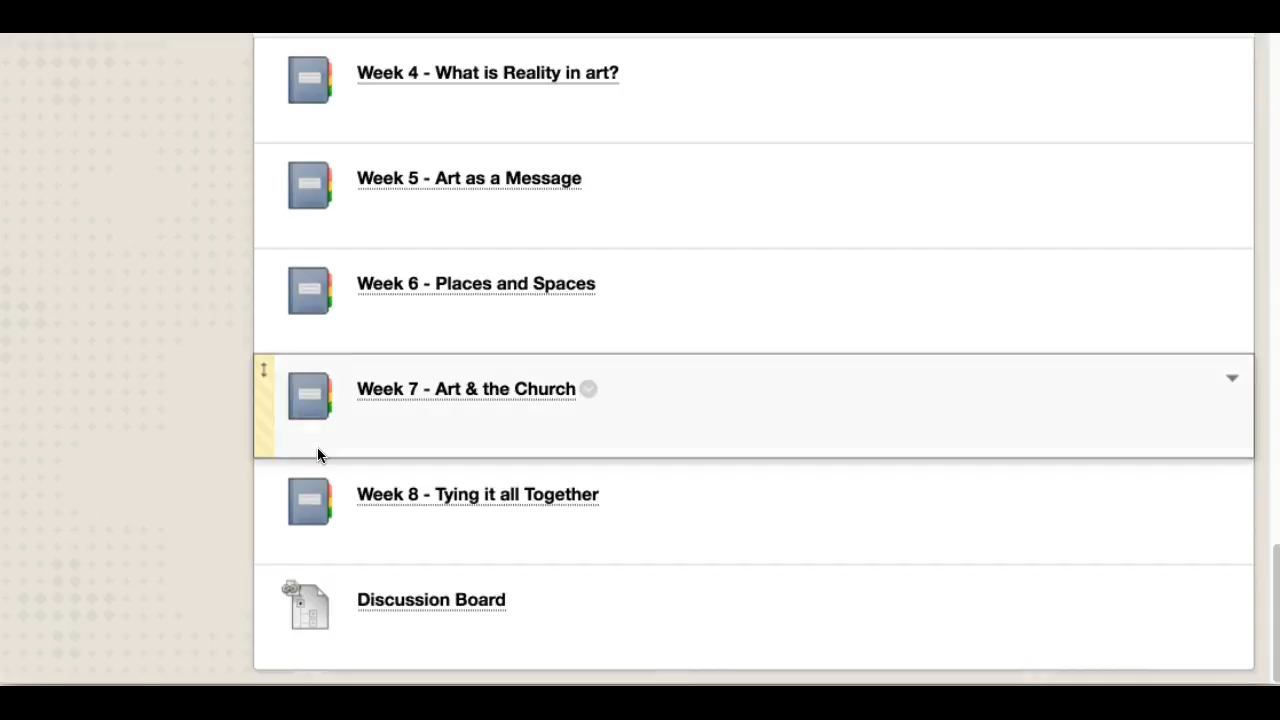 Week 4 - What is Reality in art?
Week 5 - Art as a Message
Week 6 - Places and Spaces
Week 7 - Art & the Church
Week 8 - Tying it all Together
Discussion Board